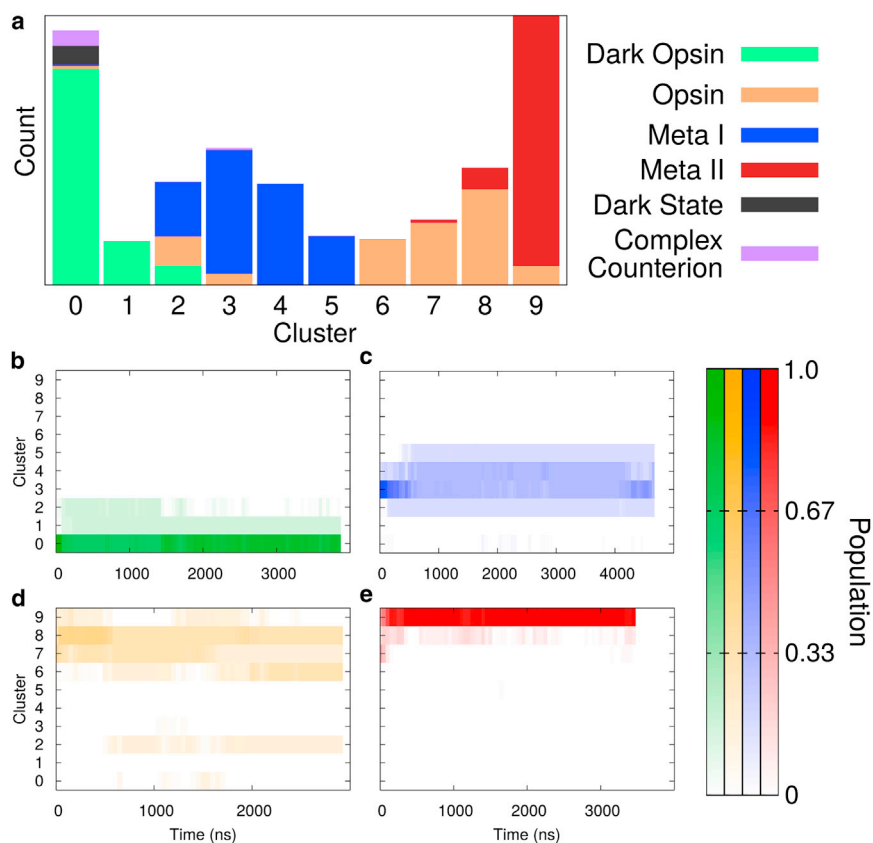 a
Count
0 1 2 3 4 5 6 7 8 9
Cluster
Dark Opsin
Opsin
Meta I
Meta II
Dark State
Complex
Counterion
b
Cluster
9
8
7
6
5
4
3
2
1
0
0 1000 2000 3000
c
0 1000 2000 3000 4000
d
Cluster
9
8
7
6
5
4
3
2
1
0
0 1000 2000
Time (ns)
e
0 1000 2000 3000
Time (ns)
1.0
0.67
0.33
0
Population